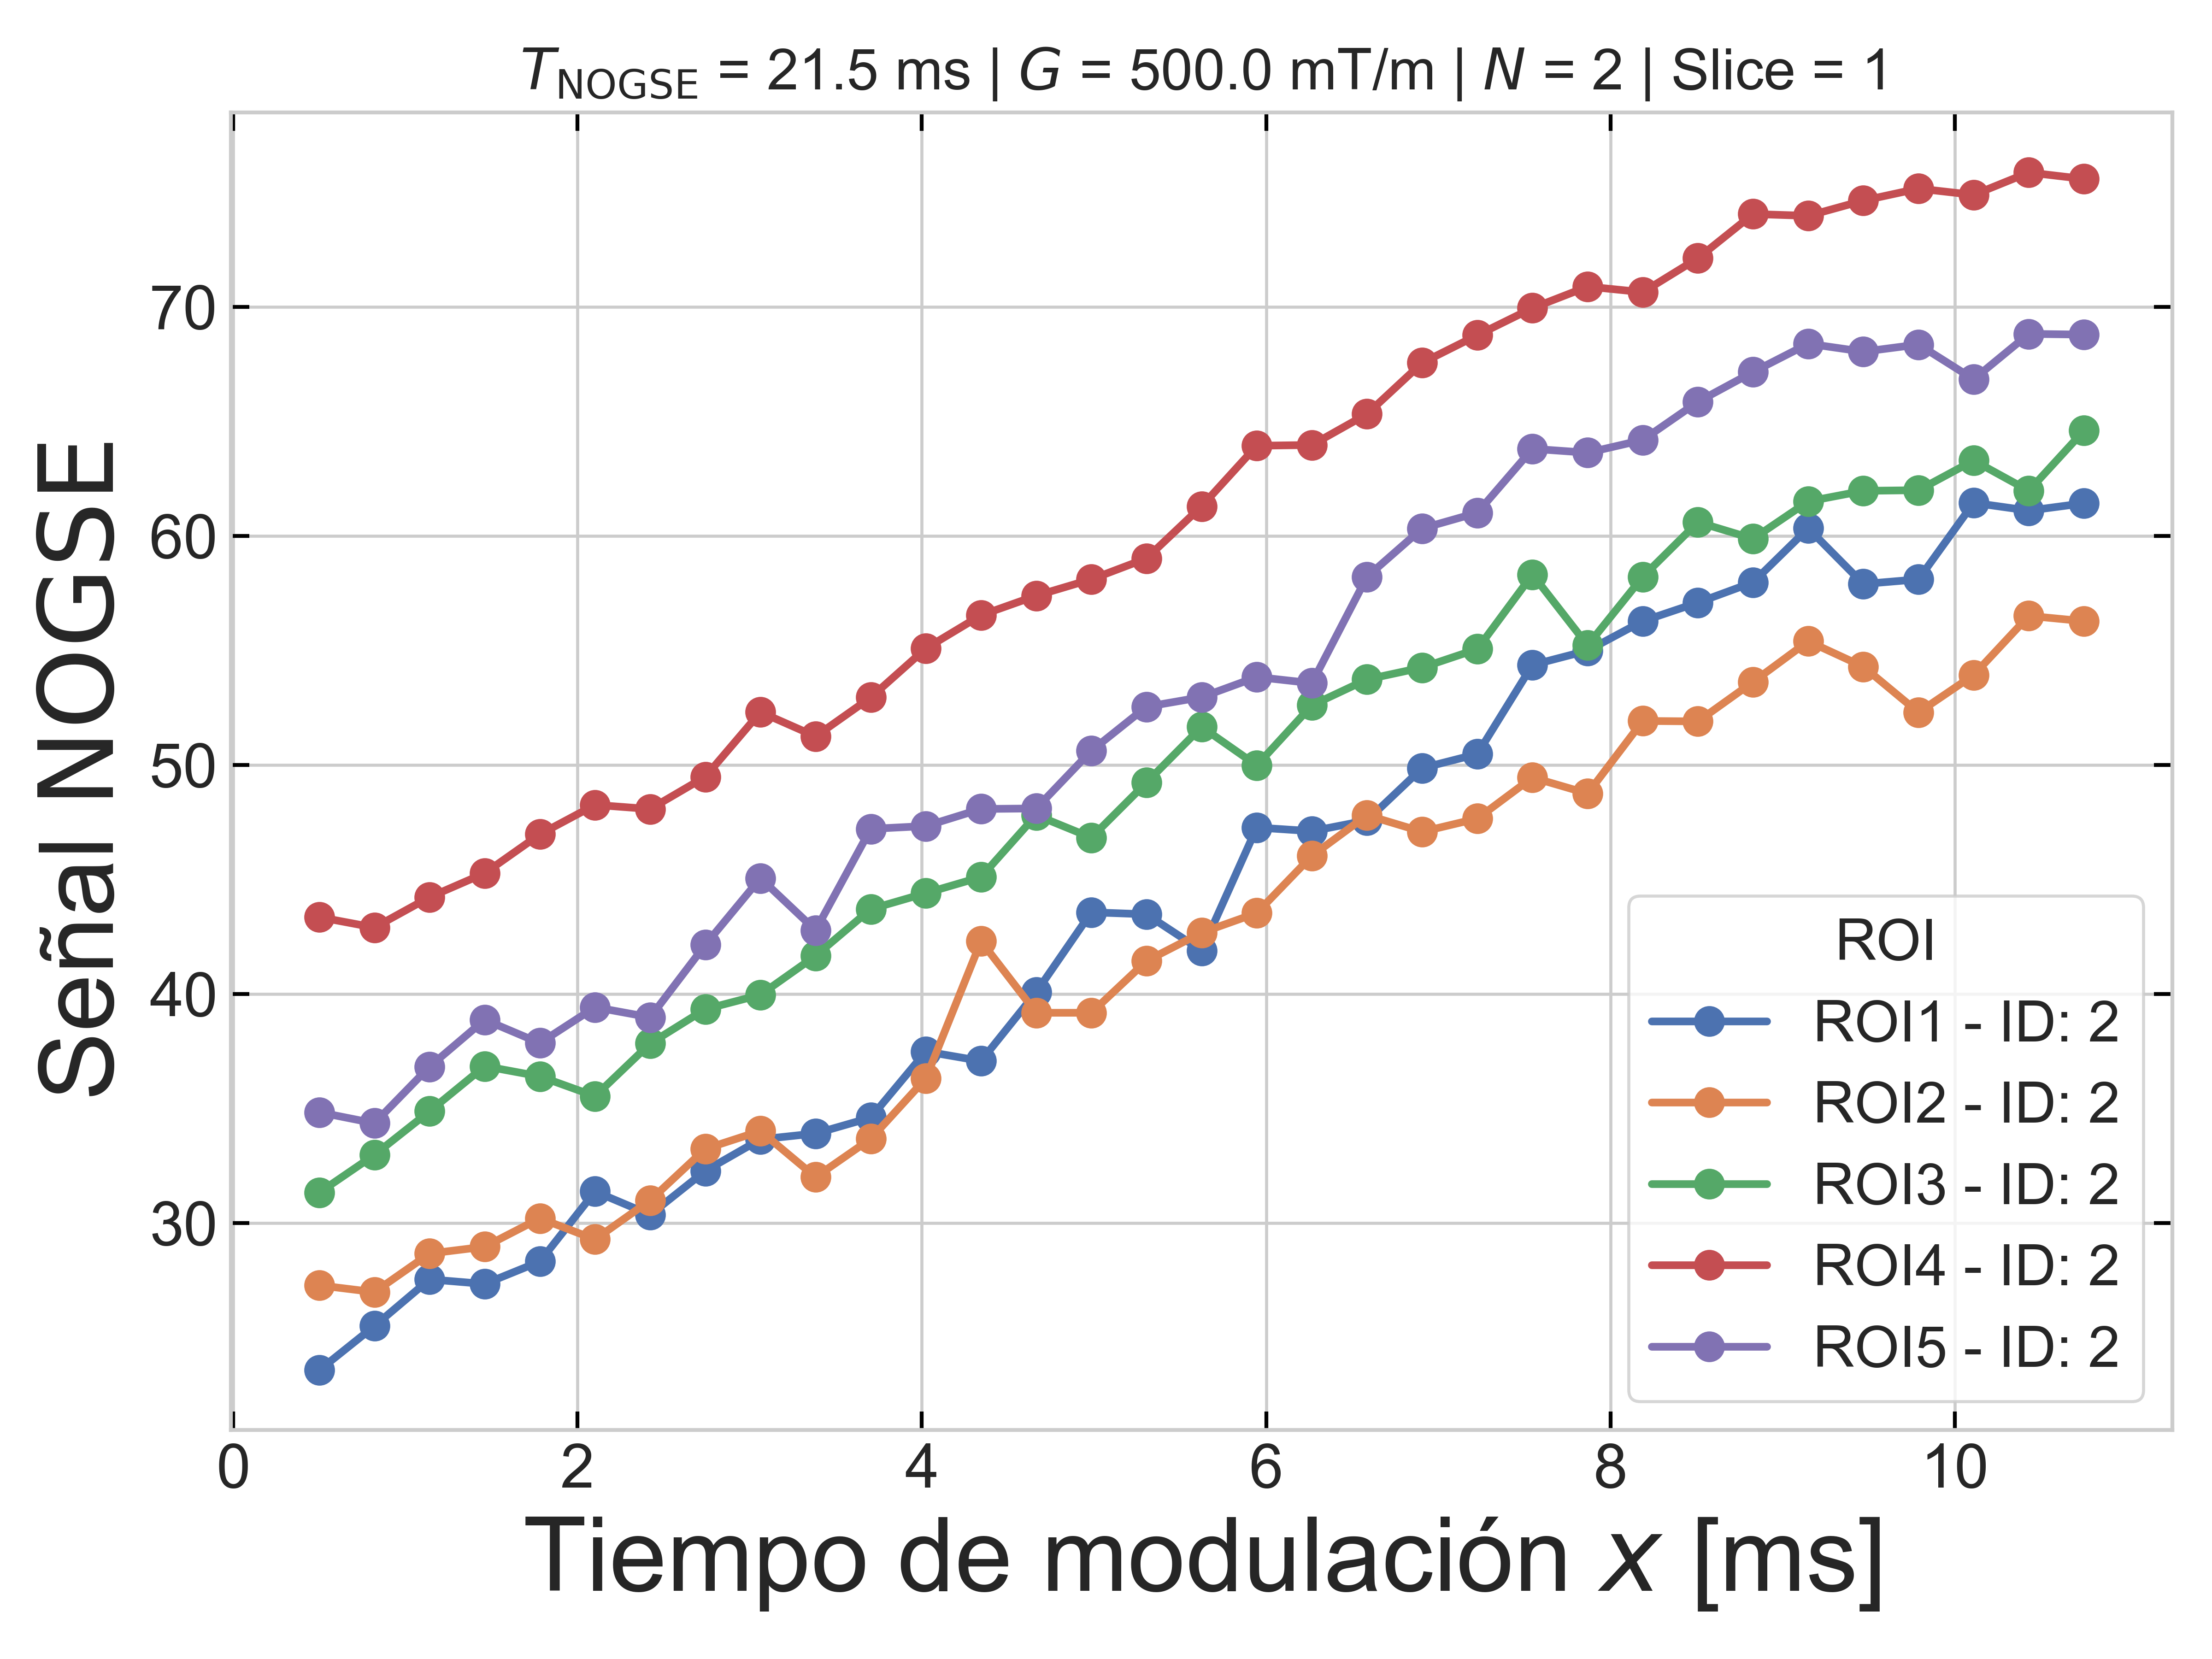 T_NOGSE = 21.5 ms | G = 500.0 mT/m | N = 2 | Slice = 1
Señal NOGSE
70
60
50
40
30
ROI
ROI1 - ID: 2
ROI2 - ID: 2
ROI3 - ID: 2
ROI4 - ID: 2
ROI5 - ID: 2
0 2 4 6 8 10
Tiempo de modulación x [ms]